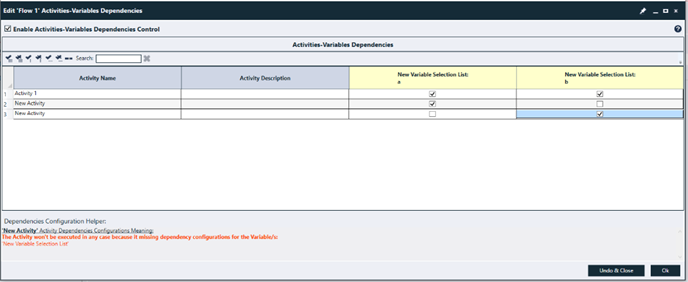 Edit 'Flow 1' Activities-Variables Dependencies
Enable Activities-Variables Dependencies Control
Activities-Variables Dependencies
Search:
Activity Name Activity Description New Variable Selection List: a New Variable Selection List: b
1 Activity 1
2 New Activity
3 New Activity
Dependencies Configuration Helper:
'New Activity' Activity Dependencies Configurations Meaning:
The Activity won't be executed in any case because it missing dependency configurations for the Variable/s:
'New Variable Selection List'
Undo & Close Ok